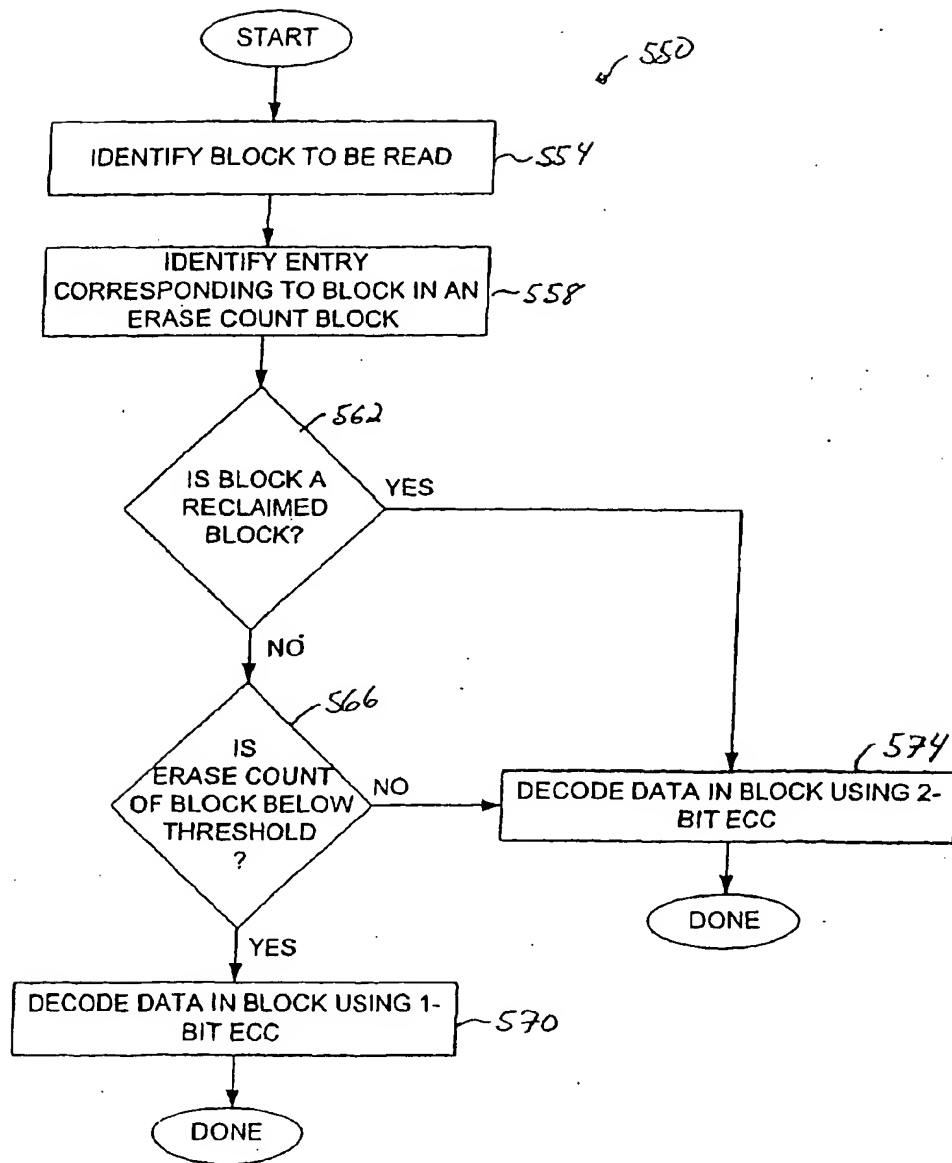 START
550
IDENTIFY BLOCK TO BE READ
554
IDENTIFY ENTRY
CORRESPONDING TO BLOCK IN AN
ERASE COUNT BLOCK
558
562
IS BLOCK A
RECLAIMED
BLOCK?
YES
NO
566
IS
ERASE COUNT
OF BLOCK BELOW
THRESHOLD
?
NO
574
DECODE DATA IN BLOCK USING 2-
BIT ECC
DONE
YES
DECODE DATA IN BLOCK USING 1-
BIT ECC
570
DONE